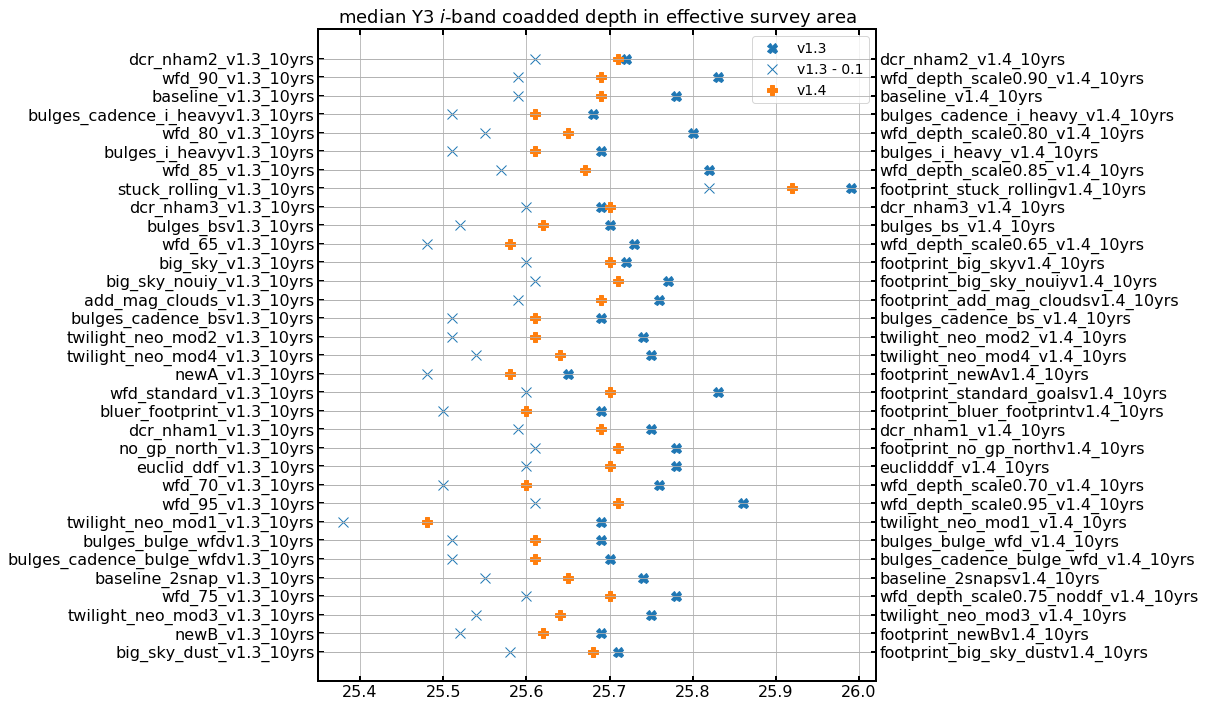 median Y3 i-band coadded depth in effective survey area
v1.3
v1.3 - 0.1
v1.4
dcr_nham2_v1.3_10yrs dcr_nham2_v1.4_10yrs
wfd_90_v1.3_10yrs wfd_depth_scale0.90_v1.4_10yrs
baseline_v1.3_10yrs baseline_v1.4_10yrs
bulges_cadence_i_heavyv1.3_10yrs bulges_cadence_i_heavy_v1.4_10yrs
wfd_80_v1.3_10yrs wfd_depth_scale0.80_v1.4_10yrs
bulges_i_heavyv1.3_10yrs bulges_i_heavy_v1.4_10yrs
wfd_85_v1.3_10yrs wfd_depth_scale0.85_v1.4_10yrs
stuck_rolling_v1.3_10yrs footprint_stuck_rollingv1.4_10yrs
dcr_nham3_v1.3_10yrs dcr_nham3_v1.4_10yrs
bulges_bsv1.3_10yrs bulges_bs_v1.4_10yrs
wfd_65_v1.3_10yrs wfd_depth_scale0.65_v1.4_10yrs
big_sky_v1.3_10yrs footprint_big_skyv1.4_10yrs
big_sky_nouiy_v1.3_10yrs footprint_big_sky_nouiyv1.4_10yrs
add_mag_clouds_v1.3_10yrs footprint_add_mag_cloudsv1.4_10yrs
bulges_cadence_bsv1.3_10yrs bulges_cadence_bs_v1.4_10yrs
twilight_neo_mod2_v1.3_10yrs twilight_neo_mod2_v1.4_10yrs
twilight_neo_mod4_v1.3_10yrs twilight_neo_mod4_v1.4_10yrs
newA_v1.3_10yrs footprint_newAv1.4_10yrs
wfd_standard_v1.3_10yrs footprint_standard_goalsv1.4_10yrs
bluer_footprint_v1.3_10yrs footprint_bluer_footprintv1.4_10yrs
dcr_nham1_v1.3_10yrs dcr_nham1_v1.4_10yrs
no_gp_north_v1.3_10yrs footprint_no_gp_northv1.4_10yrs
euclid_ddf_v1.3_10yrs euclidddf_v1.4_10yrs
wfd_70_v1.3_10yrs wfd_depth_scale0.70_v1.4_10yrs
wfd_95_v1.3_10yrs wfd_depth_scale0.95_v1.4_10yrs
twilight_neo_mod1_v1.3_10yrs twilight_neo_mod1_v1.4_10yrs
bulges_bulge_wfdv1.3_10yrs bulges_bulge_wfd_v1.4_10yrs
bulges_cadence_bulge_wfdv1.3_10yrs bulges_cadence_bulge_wfd_v1.4_10yrs
baseline_2snap_v1.3_10yrs baseline_2snapsv1.4_10yrs
wfd_75_v1.3_10yrs wfd_depth_scale0.75_noddf_v1.4_10yrs
twilight_neo_mod3_v1.3_10yrs twilight_neo_mod3_v1.4_10yrs
newB_v1.3_10yrs footprint_newBv1.4_10yrs
big_sky_dust_v1.3_10yrs footprint_big_sky_dustv1.4_10yrs
25.4 25.5 25.6 25.7 25.8 25.9 26.0